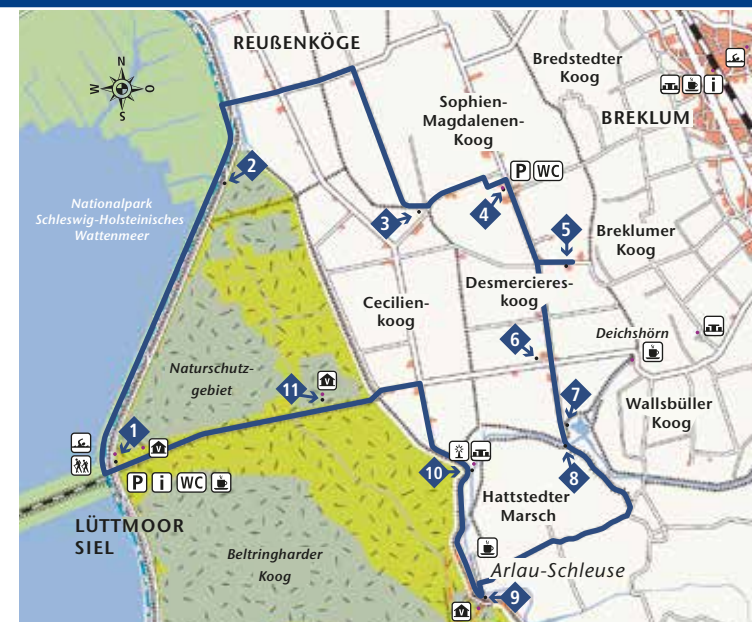 REUßENKÖGE
Bredstedter
Koog
N
W
O
S
Sophien-
Magdalenen-
Koog
i
BREKLUM
P
WC
2
Nationalpark
Schleswig-Holsteinisches
Wattenmeer
3
4
5
Breklumer
Koog
Desmercieres-
koog
Cecilien-
koog
Deichshörn
6
Naturschutz-
gebiet
11
V
7
Wallsbüller
Koog
1
V
8
10
P
i
WC
Hattstedter
Marsch
LÜTTMOOR
SIEL
Beltringharder
Koog
Arlau-Schleuse
9
V